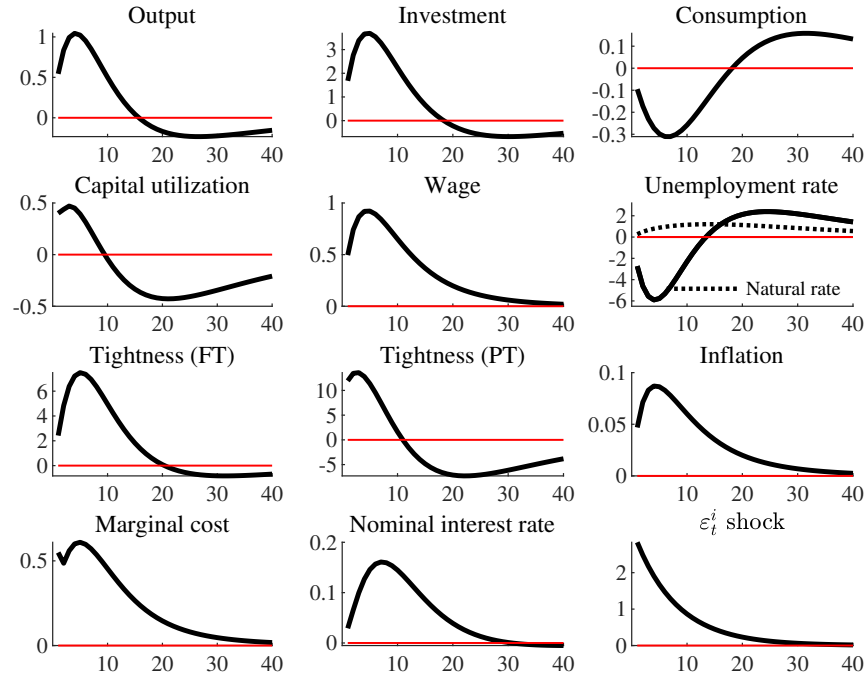 Output
1
0.5
0
10 20 30 40
Investment
3
2
1
0
10 20 30 40
Consumption
0.1
0
-0.1
-0.2
-0.3
10 20 30 40
Capital utilization
0.5
0
-0.5
10 20 30 40
Wage
1
0.5
0
10 20 30 40
Unemployment rate
2
0
-2
-4
-6
Natural rate
10 20 30 40
Tightness (FT)
6
4
2
0
10 20 30 40
Tightness (PT)
10
5
0
-5
10 20 30 40
Inflation
0.1
0.05
0
10 20 30 40
Marginal cost
0.5
0
10 20 30 40
Nominal interest rate
0.2
0.1
0
10 20 30 40
εᵢᵗ shock
2
1
0
10 20 30 40